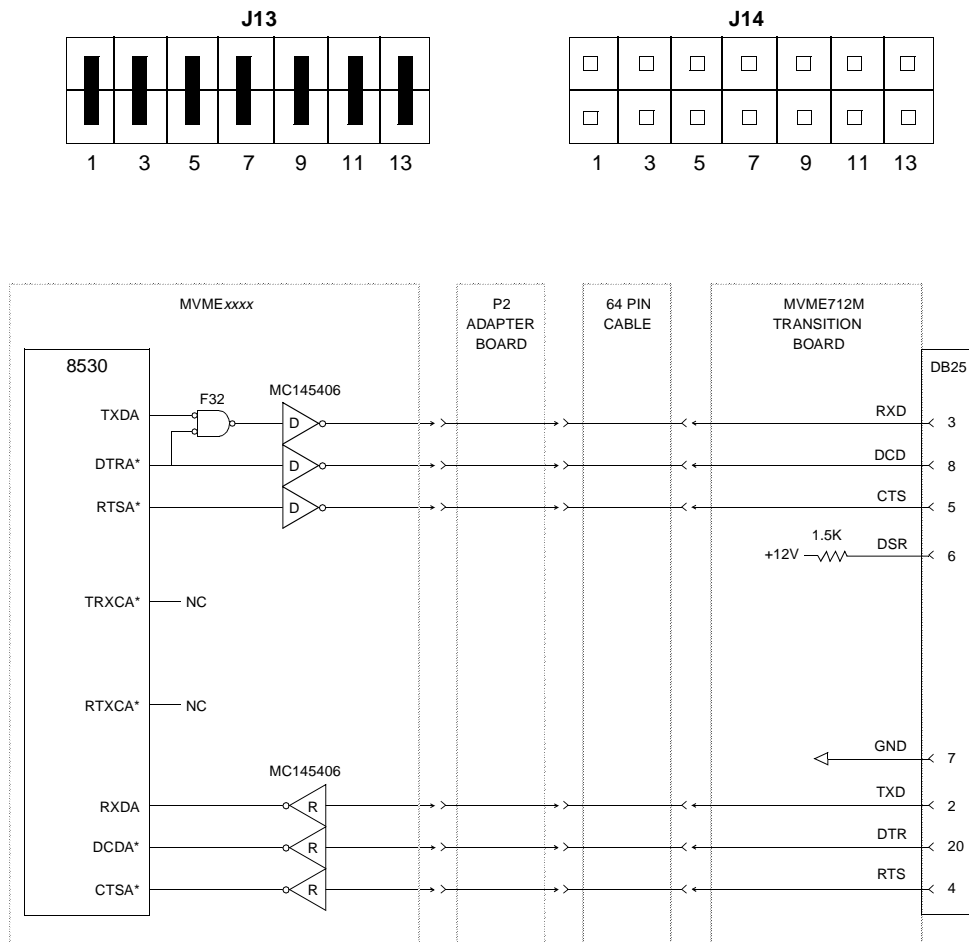 J13
J14
1 3 5 7 9 11 13
1 3 5 7 9 11 13
MVMExxxx
P2
ADAPTER
BOARD
64 PIN
CABLE
MVME712M
TRANSITION
BOARD
8530
DB25
MC145406
F32
TXDA
D
RXD
3
DTRA*
D
DCD
8
RTSA*
D
CTS
5
+12V
1.5K
DSR
6
TRXCA*
NC
RTXCA*
NC
GND
7
MC145406
RXDA
R
TXD
2
DCDA*
R
DTR
20
CTSA*
R
RTS
4